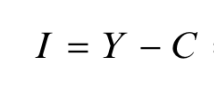 I = Y − C